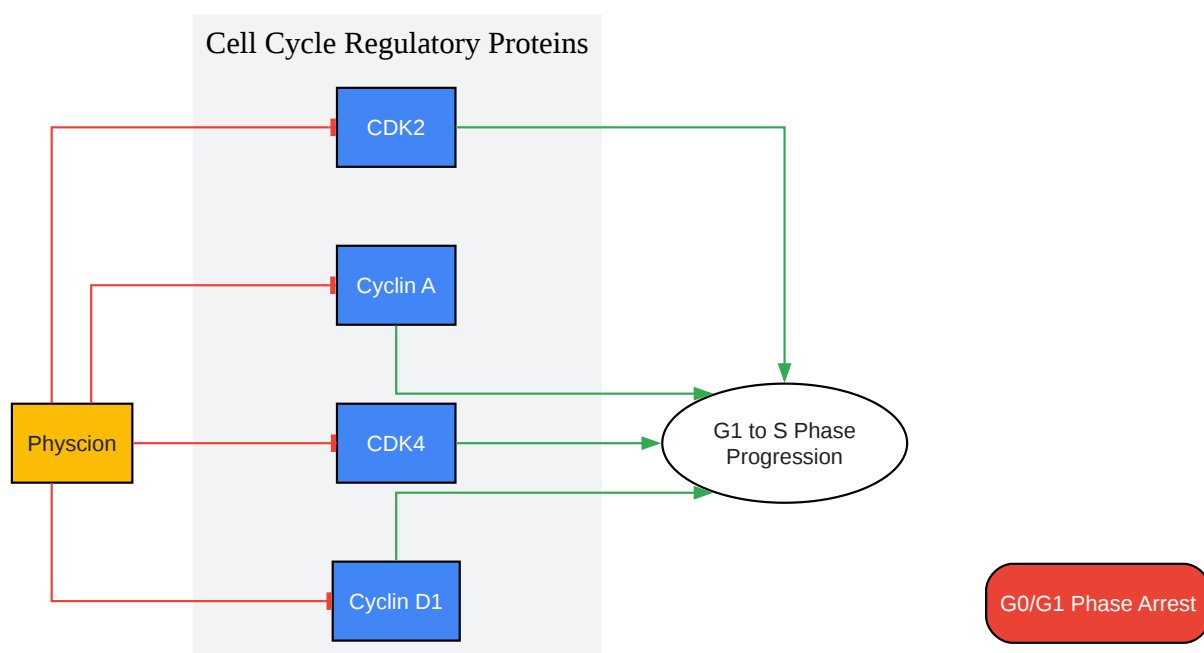 Cell Cycle Regulatory Proteins
CDK2
Cyclin A
Physcion
CDK4
G1 to S Phase
Progression
Cyclin D1
G0/G1 Phase Arrest